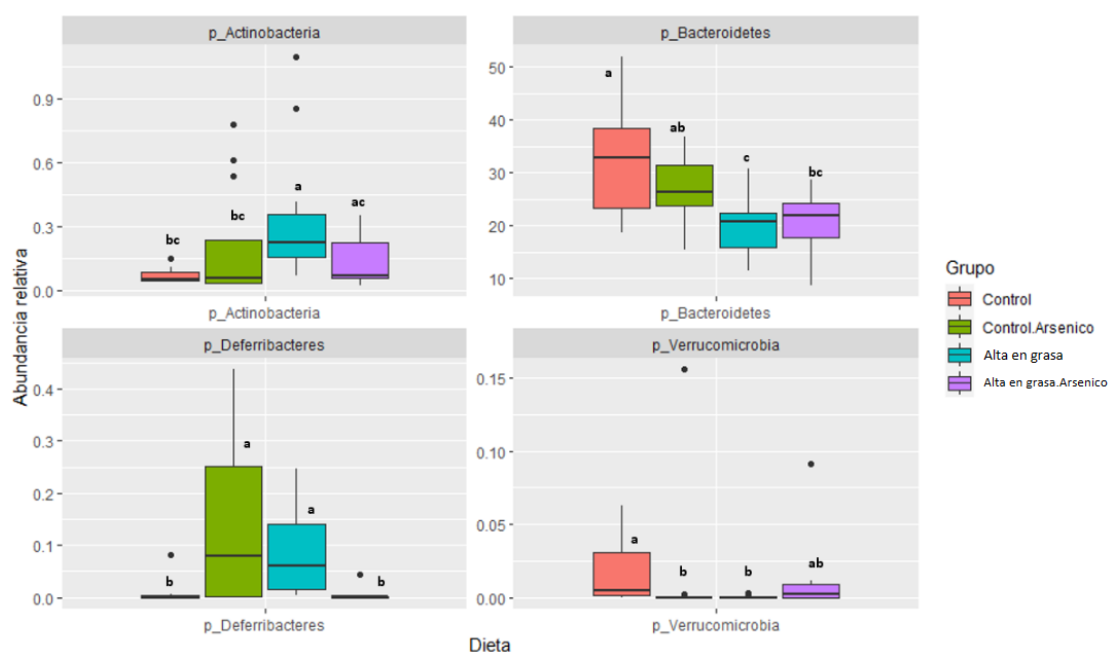 p_Actinobacteria
p_Bacteroidetes
Abundancia relativa
0.9
0.6
0.3
0.0
bc
bc
a
ac
50
40
30
20
10
a
ab
c
bc
p_Actinobacteria
p_Bacteroidetes
p_Deferribacteres
p_Verrucomicrobia
0.4
0.3
0.2
0.1
0.0
b
a
a
b
0.15
0.10
0.05
0.00
a
b
b
ab
p_Deferribacteres
p_Verrucomicrobia
Dieta
Grupo
Control
Control.Arsenico
Alta en grasa
Alta en grasa.Arsenico